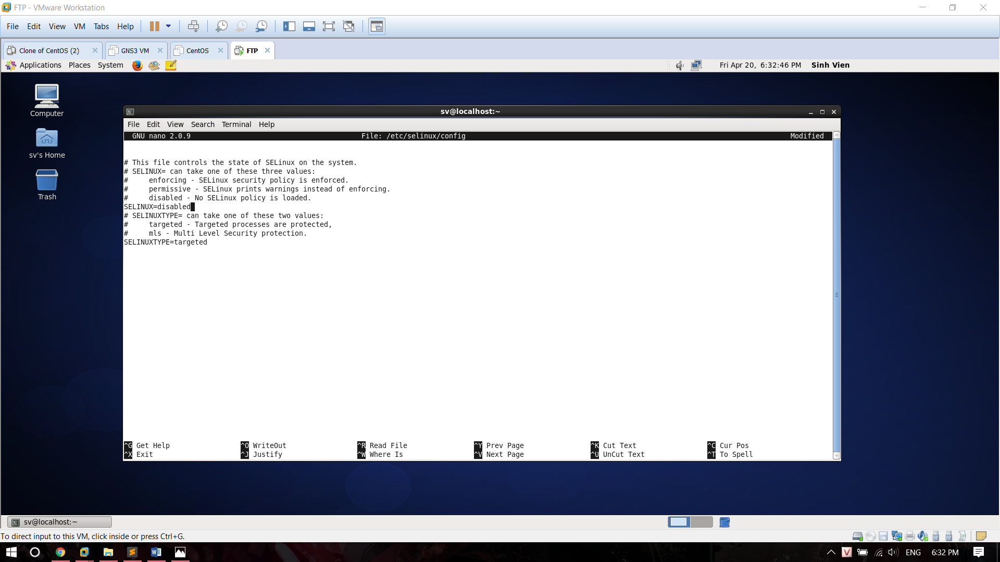 FTP - VMware Workstation
File Edit View VM Tabs Help
Clone of CentOS (2) GNS3 VM CentOS FTP
Applications Places System Fri Apr 20, 6:32:46 PM Sinh Vien
Computer
sv's Home
Trash
sv@localhost:~
File Edit View Search Terminal Help
GNU nano 2.0.9 File: /etc/selinux/config Modified
# This file controls the state of SELinux on the system.
# SELINUX= can take one of these three values:
#     enforcing - SELinux security policy is enforced.
#     permissive - SELinux prints warnings instead of enforcing.
#     disabled - No SELinux policy is loaded.
SELINUX=disabled
# SELINUXTYPE= can take one of these two values:
#     targeted - Targeted processes are protected,
#     mls - Multi Level Security protection.
SELINUXTYPE=targeted
^G Get Help ^O WriteOut ^R Read File ^Y Prev Page ^K Cut Text ^C Cur Pos
^X Exit ^J Justify ^W Where Is ^V Next Page ^U UnCut Text ^T To Spell
sv@localhost:~
To direct input to this VM, click inside or press Ctrl+G.
ENG 6:32 PM